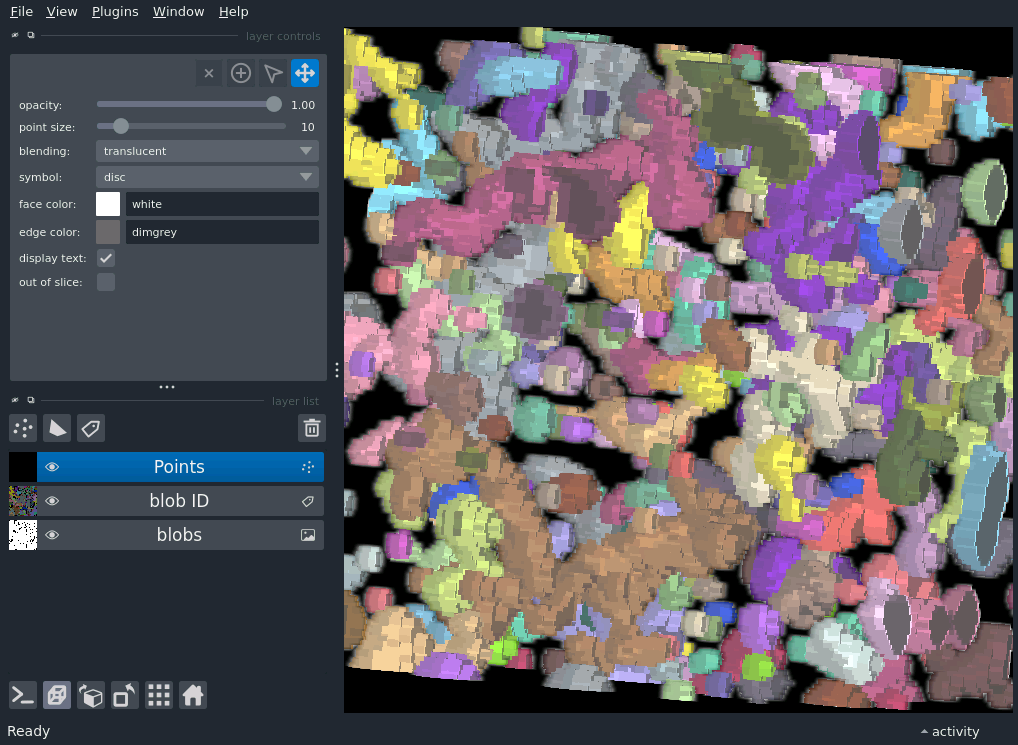 File View Plugins Window Help
layer controls
opacity: 1.00
point size: 10
blending: translucent
symbol: disc
face color: white
edge color: dimgrey
display text:
out of slice:
layer list
Points
blob ID
blobs
Ready activity